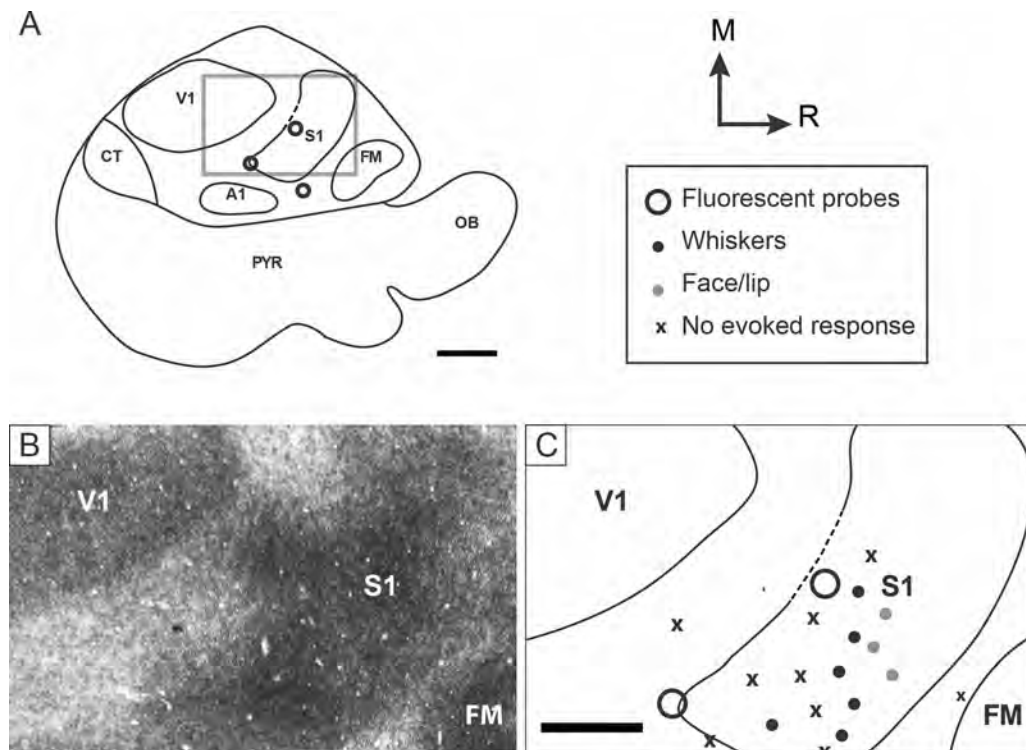 A
V1
S1
CT
FM
A1
OB
PYR
M
R
Fluorescent probes
Whiskers
Face/lip
x No evoked response
B
V1
S1
FM
C
V1
x
S1
x
x
x
x
x
x
x
x
FM